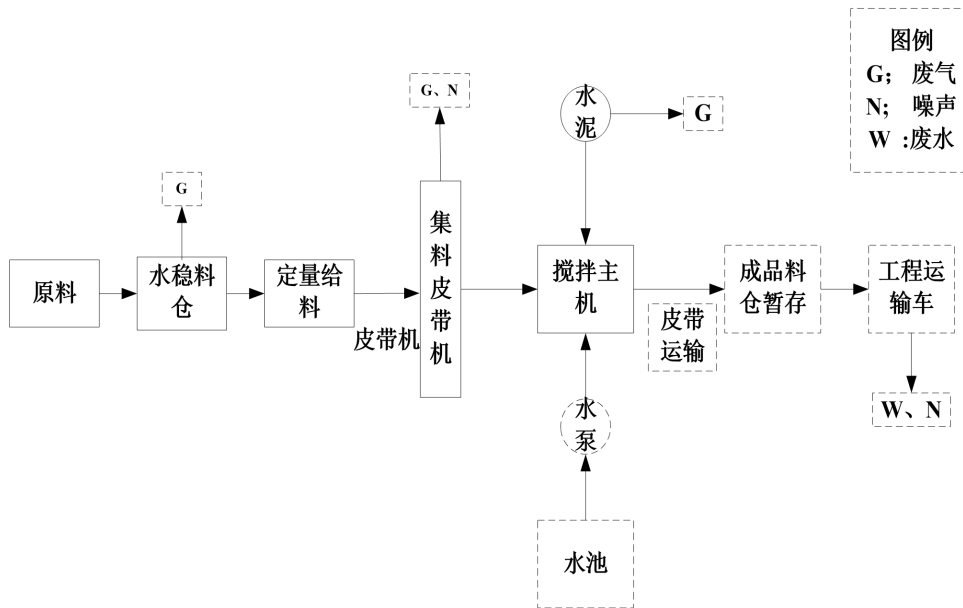 图例
G； 废气
N； 噪声
W :废水
G、N
水
泥
G
G
原料
水稳料
仓
定量给
料
皮带机
集
料
皮
带
机
搅拌主
机
皮带
运输
成品料
仓暂存
工程运
输车
W、N
水
泵
水池